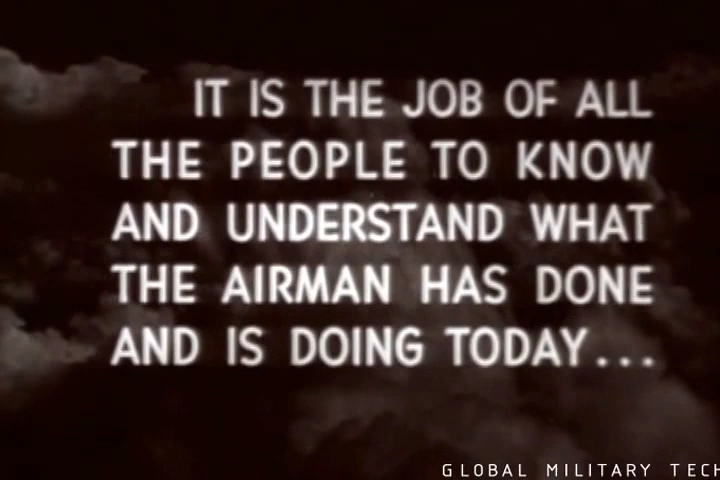 IT IS THE JOB OF ALL
THE PEOPLE TO KNOW
AND UNDERSTAND WHAT
THE AIRMAN HAS DONE
AND IS DOING TODAY...
GLOBAL MILITARY TECH